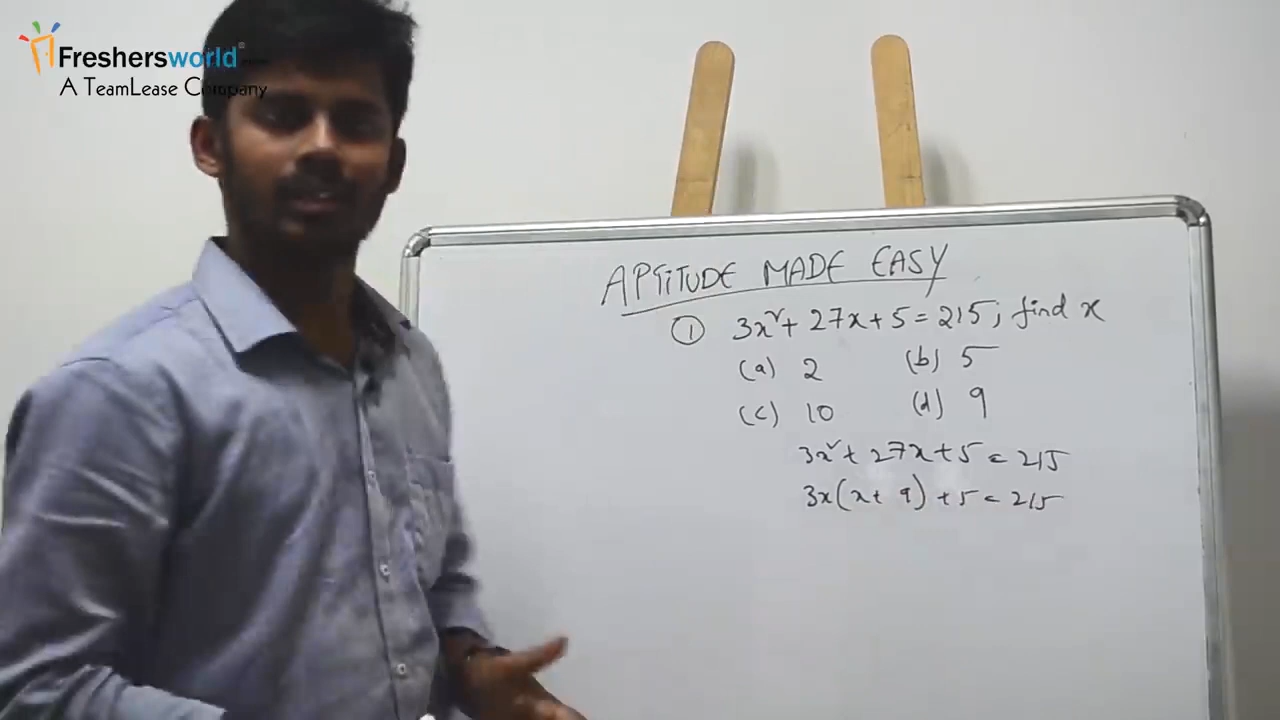 Freshersworld
A TeamLease Company
APTITUDE MADE EASY
① 3x² + 27x + 5 = 215; find x
(a) 2 (b) 5
(c) 10 (d) 9
3x² + 27x + 5 = 215
3x(x + 9) + 5 = 215